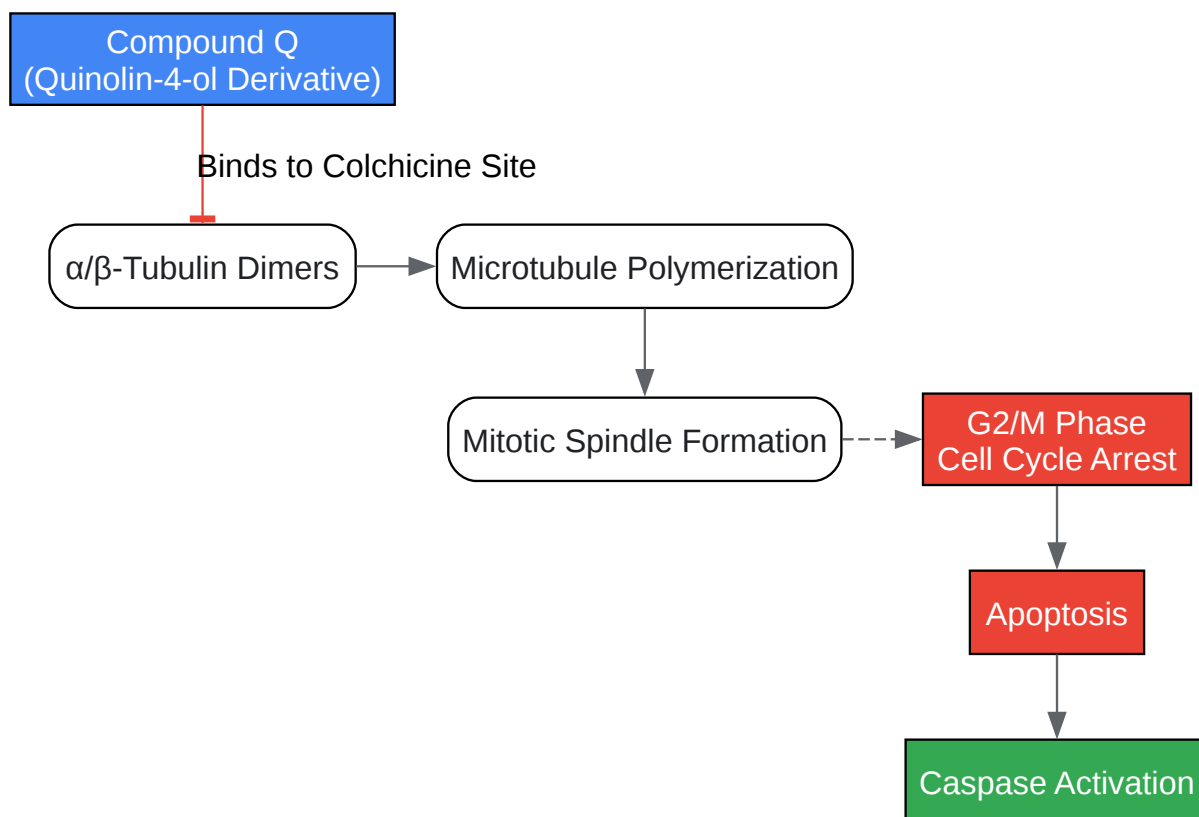 Compound Q
(Quinolin-4-ol Derivative)
Binds to Colchicine Site
α/β-Tubulin Dimers
Microtubule Polymerization
Mitotic Spindle Formation
G2/M Phase
Cell Cycle Arrest
Apoptosis
Caspase Activation